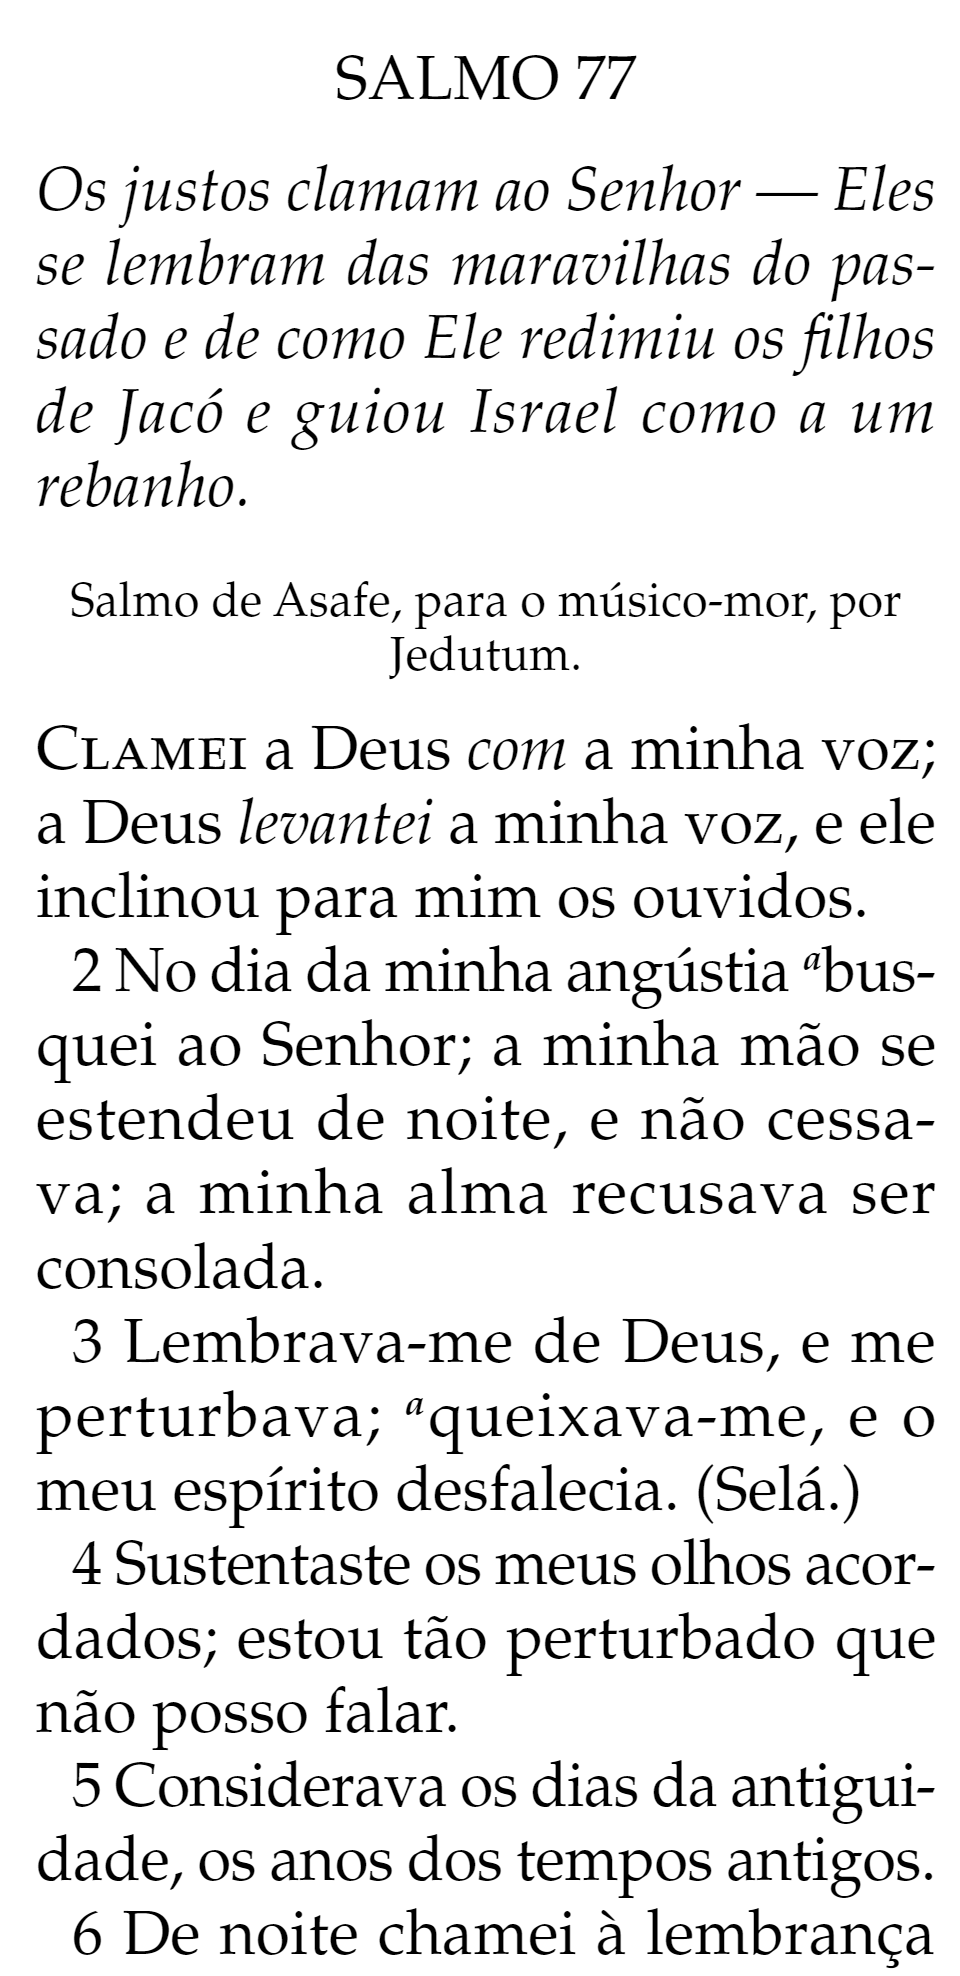 SALMO 77
Os justos clamam ao Senhor — Eles
se lembram das maravilhas do pas-
sado e de como Ele redimiu os filhos
de Jacó e guiou Israel como a um
rebanho.
Salmo de Asafe, para o músico-mor, por
Jedutum.
CLAMEI a Deus com a minha voz;
a Deus levantei a minha voz, e ele
inclinou para mim os ouvidos.
2 No dia da minha angústia abus-
quei ao Senhor; a minha mão se
estendeu de noite, e não cessa-
va; a minha alma recusava ser
consolada.
3 Lembrava-me de Deus, e me
perturbava; aqueixava-me, e o
meu espírito desfalecia. (Selá.)
4 Sustentaste os meus olhos acor-
dados; estou tão perturbado que
não posso falar.
5 Considerava os dias da antigui-
dade, os anos dos tempos antigos.
6 De noite chamei à lembrança